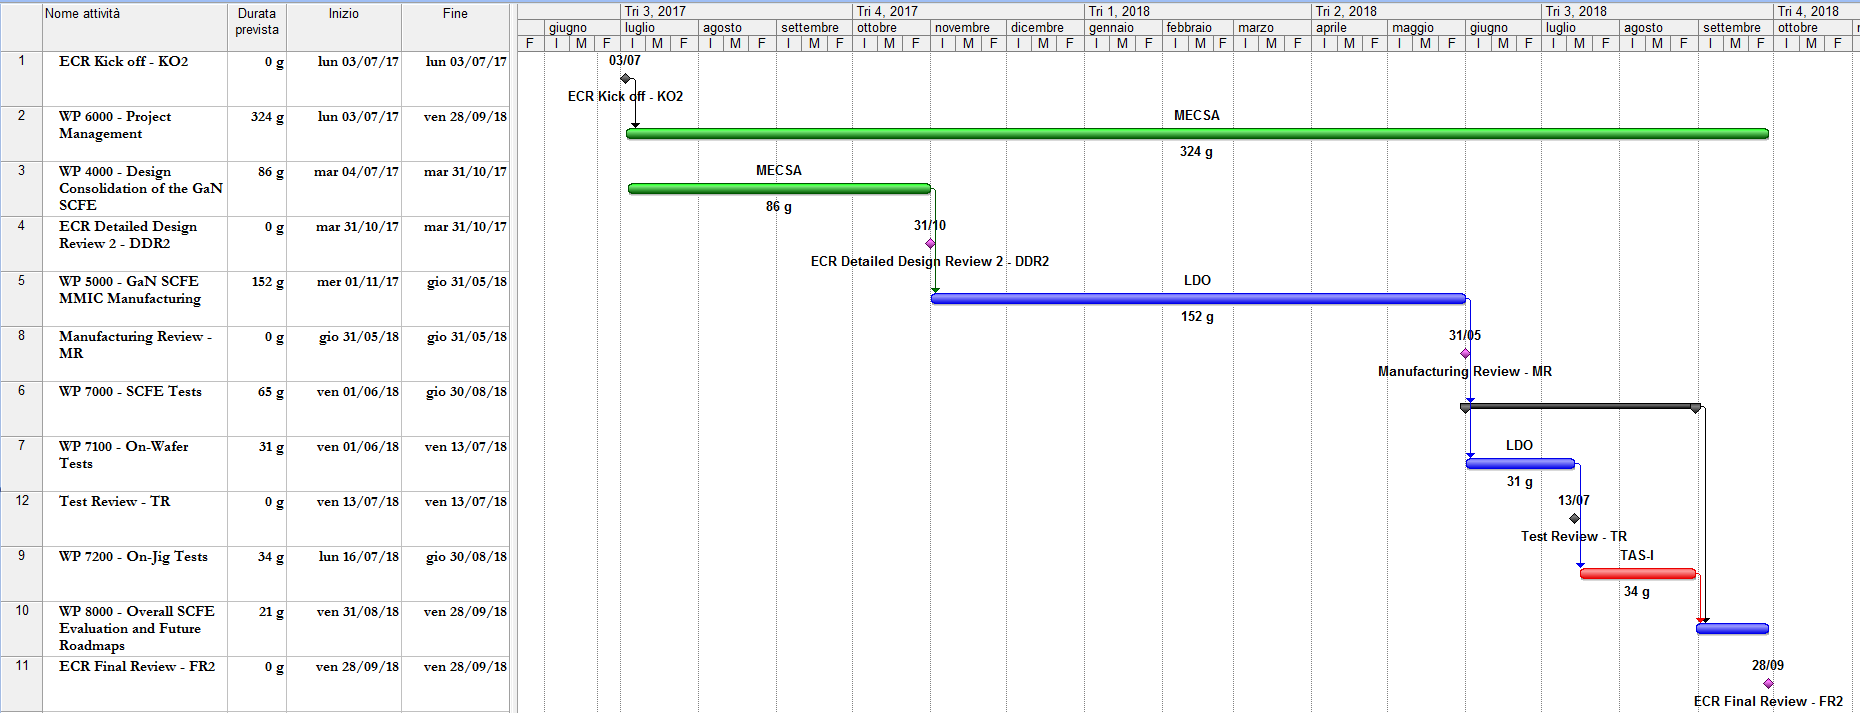 Nome attività Durata prevista Inizio Fine
Tri 3, 2017 Tri 4, 2017 Tri 1, 2018 Tri 2, 2018 Tri 3, 2018 Tri 4, 2018
giugno luglio agosto settembre ottobre novembre dicembre gennaio febbraio marzo aprile maggio giugno luglio agosto settembre ottobre
F I M F I M F I M F I M F I M F I M F I M F I M F I M F I M F I M F I M F I M F I M F I M F I M F I M F I M F
1 ECR Kick off - KO2 0 g lun 03/07/17 lun 03/07/17
03/07
ECR Kick off - KO2
2 WP 6000 - Project 324 g lun 03/07/17 ven 28/09/18
Management
MECSA
324 g
3 WP 4000 - Design 86 g mar 04/07/17 mar 31/10/17
Consolidation of the GaN
SCFE
MECSA
86 g
4 ECR Detailed Design 0 g mar 31/10/17 mar 31/10/17
Review 2 - DDR2
31/10
ECR Detailed Design Review 2 - DDR2
5 WP 5000 - GaN SCFE 152 g mer 01/11/17 gio 31/05/18
MMIC Manufacturing
LDO
152 g
8 Manufacturing Review - 0 g gio 31/05/18 gio 31/05/18
MR
31/05
Manufacturing Review - MR
6 WP 7000 - SCFE Tests 65 g ven 01/06/18 gio 30/08/18
7 WP 7100 - On-Wafer 31 g ven 01/06/18 ven 13/07/18
Tests
LDO
31 g
12 Test Review - TR 0 g ven 13/07/18 ven 13/07/18
13/07
Test Review - TR
9 WP 7200 - On-Jig Tests 34 g lun 16/07/18 gio 30/08/18
TAS-I
34 g
10 WP 8000 - Overall SCFE 21 g ven 31/08/18 ven 28/09/18
Evaluation and Future
Roadmaps
11 ECR Final Review - FR2 0 g ven 28/09/18 ven 28/09/18
28/09
ECR Final Review - FR2